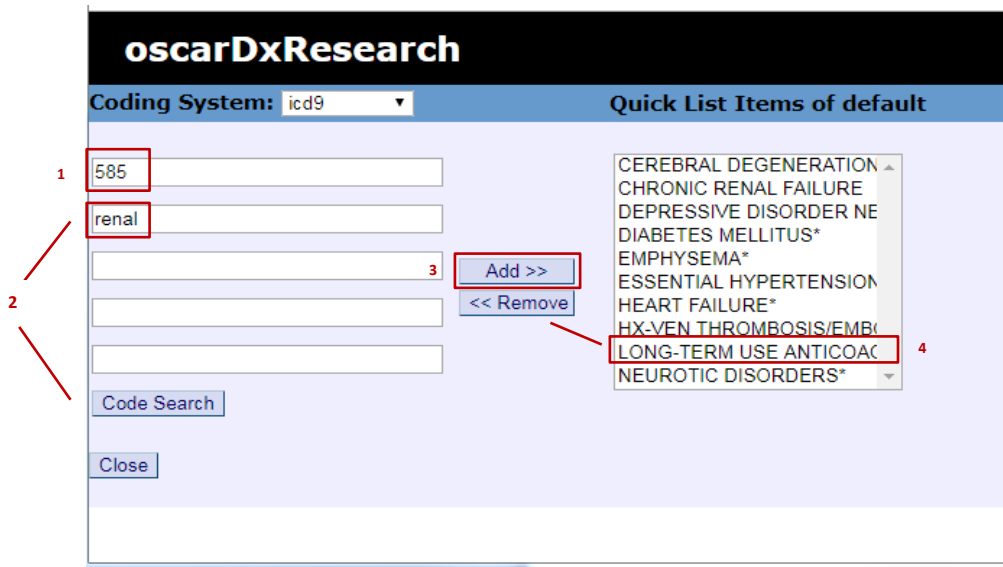 oscarDxResearch
Coding System: icd9
Quick List Items of default
1
585
2
renal
3
Add >>
<< Remove
Code Search
Close
CEREBRAL DEGENERATION
CHRONIC RENAL FAILURE
DEPRESSIVE DISORDER NE
DIABETES MELLITUS*
EMPHYSEMA*
ESSENTIAL HYPERTENSION
HEART FAILURE*
HX-VEN THROMBOSIS/EMBO
LONG-TERM USE ANTICOAG
NEUROTIC DISORDERS*
4